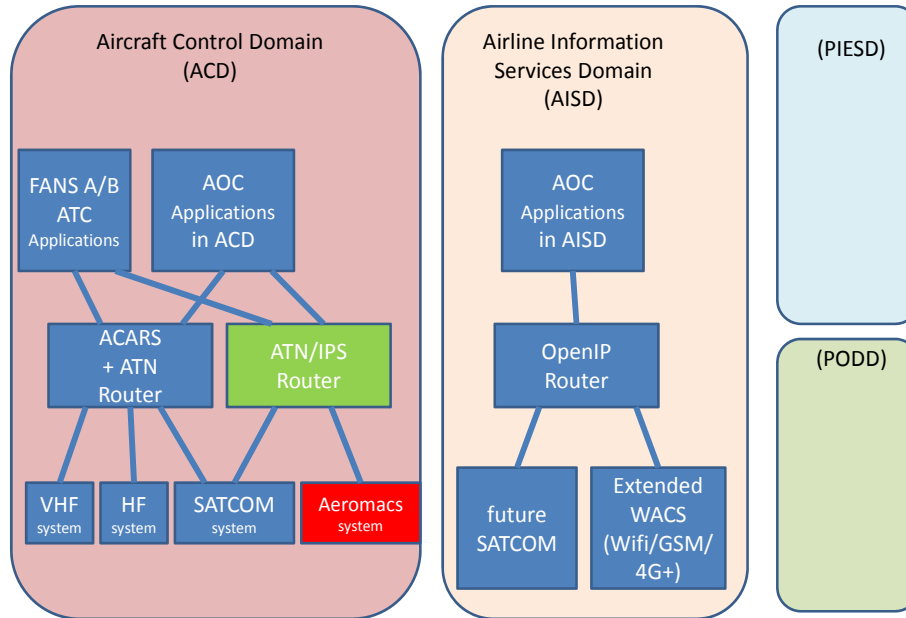 Aircraft Control Domain
(ACD)
Airline Information
Services Domain
(AISD)
(PIESD)
FANS A/B
ATC
Applications
AOC
Applications
in ACD
AOC
Applications
in AISD
ACARS
+ ATN
Router
ATN/IPS
Router
OpenIP
Router
(PODD)
VHF
system
HF
system
SATCOM
system
Aeromacs
system
future
SATCOM
Extended
WACS
(Wifi/GSM/
4G+)